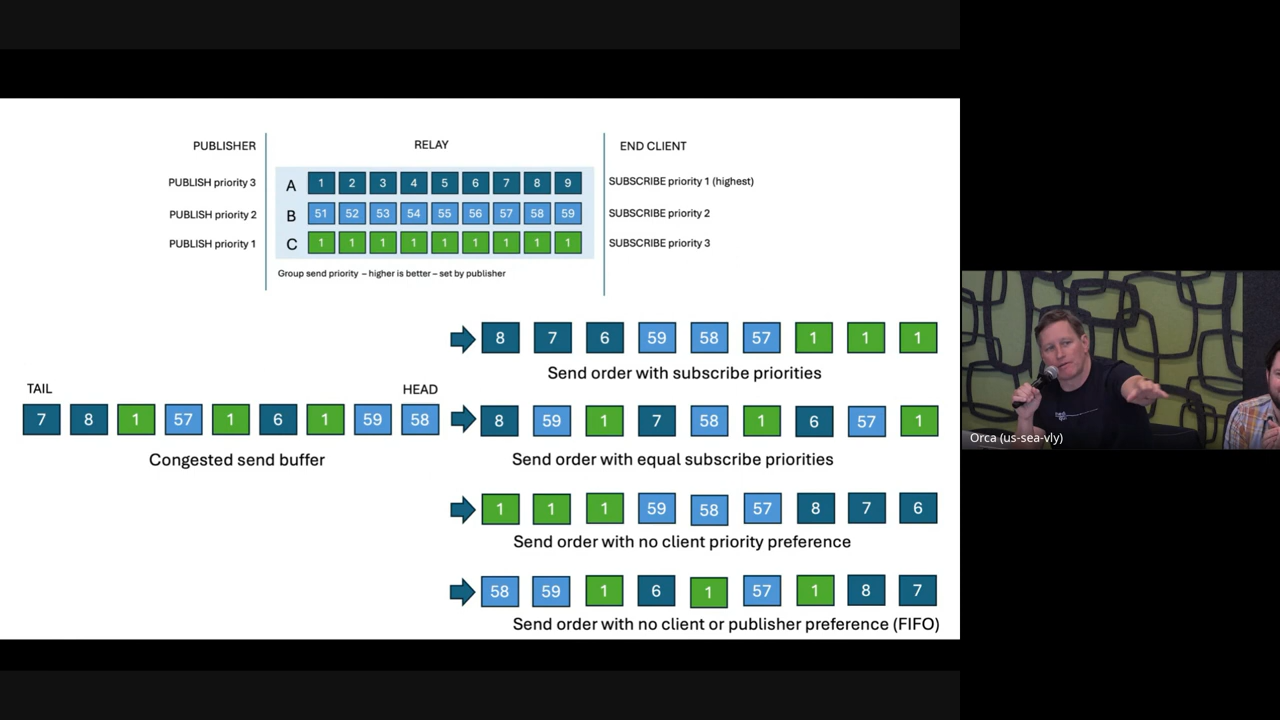 PUBLISHER RELAY END CLIENT
PUBLISH priority 3 A 1 2 3 4 5 6 7 8 9 SUBSCRIBE priority 1 (highest)
PUBLISH priority 2 B 51 52 53 54 55 56 57 58 59 SUBSCRIBE priority 2
PUBLISH priority 1 C 1 1 1 1 1 1 1 1 1 SUBSCRIBE priority 3
Group send priority – higher is better – set by publisher
8 7 6 59 58 57 1 1 1
Send order with subscribe priorities
TAIL HEAD
7 8 1 57 1 6 1 59 58
8 59 1 7 58 1 6 57 1
Congested send buffer
Send order with equal subscribe priorities
1 1 1 59 58 57 8 7 6
Send order with no client priority preference
58 59 1 6 1 57 1 8 7
Send order with no client or publisher preference (FIFO)
Orca (us-sea-vly)